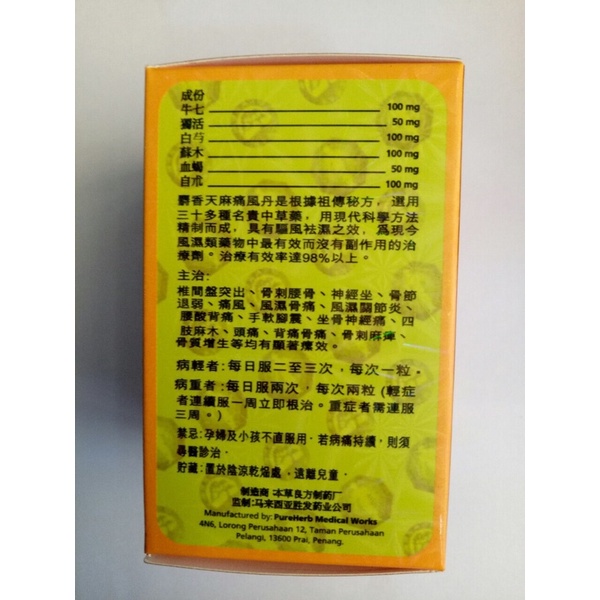 成份
牛七 100 mg
獨活 50 mg
白芍 100 mg
蘇木 100 mg
血蝎 50 mg
自朮 100 mg
麝香天麻痛風丹是根據祖傳秘方，選用
三十多種名貴中草藥，用現代科學方法
精制而成，具有驅風祛濕之效，爲現今
風濕類藥物中最有效而沒有副作用的治
療劑。治療有效率達98%以上。
主治：
椎間盤突出、骨刺腰骨、神經坐、骨節
退弱、痛風、風濕骨痛、風濕關節炎、
腰酸背痛、手軟腳震、坐骨神經痛、四
肢麻木、頭痛、背痛骨痛、骨刺麻痺、
骨質增生等均有顯著療效。
病輕者：每日服二至三次，每次一粒。
病重者：每日服兩次，每次兩粒 (輕症
者連續服一周立即根治。重症者需連服
三周。）
禁忌:孕婦及小孩不直服用．若病痛持續，則須
尋醫診治．
貯藏:置於陰涼乾燥處．遠離兒童．
制造商 本草良方制药厂
监制:马来西亚胜发药业公司
Manufactured by: PureHerb Medical Works
4N6, Lorong Perusahaan 12, Taman Perusahaan
Pelangi, 13600 Prai, Penang.